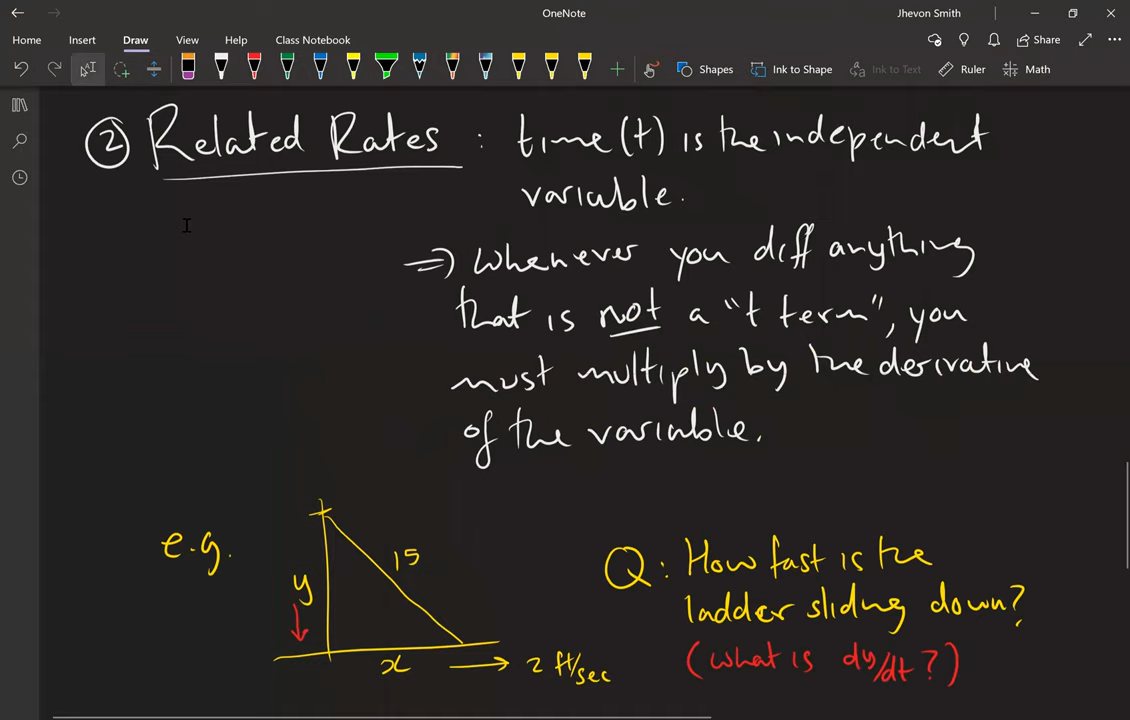 OneNote
Jhevon Smith
Home Insert Draw View Help Class Notebook
Share
Shapes Ink to Shape Ink to Text Ruler Math
② Related Rates : time (t) is the independent
variable.
⇒ Whenever you diff anything
that is not a "t term", you
must multiply by the derivative
of the variable.
e.g.
15
y
x
2 ft/sec
Q: How fast is the
ladder sliding down?
(What is dy/dt?)